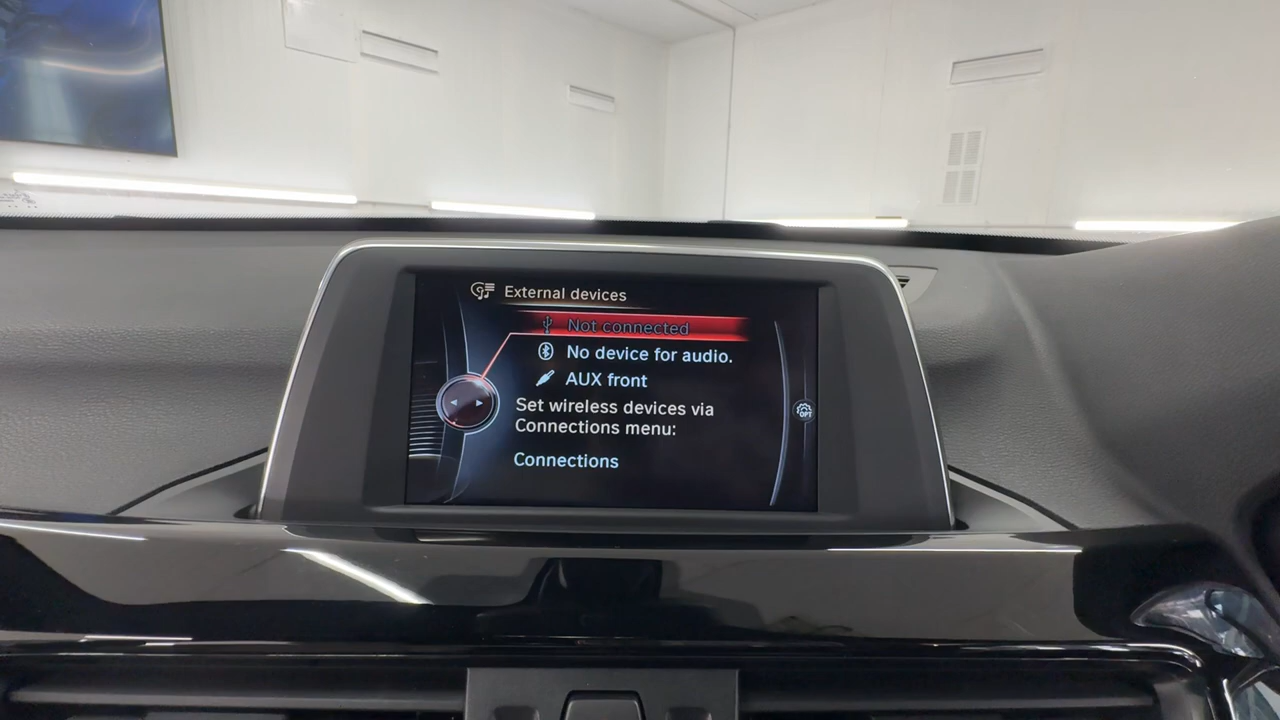 External devices
Not connected
No device for audio.
AUX front
Set wireless devices via
Connections menu:
Connections
OPT